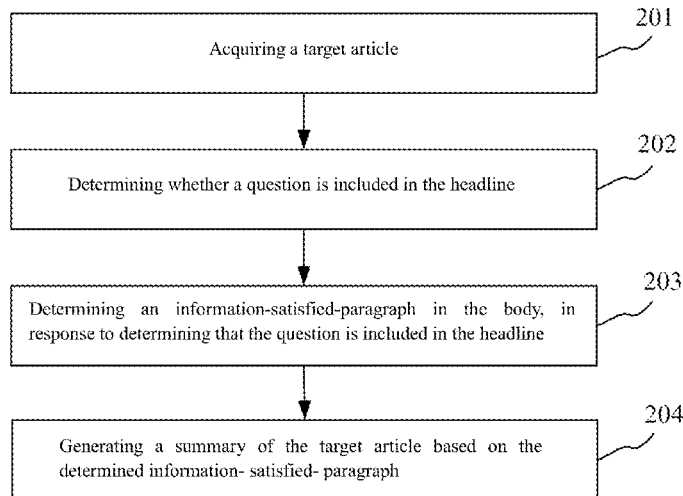 201
Acquiring a target article
202
Determining whether a question is included in the headline
203
Determining an information-satisfied-paragraph in the body, in
response to determining that the question is included in the headline
204
Generating a summary of the target article based on the
determined information- satisfied- paragraph